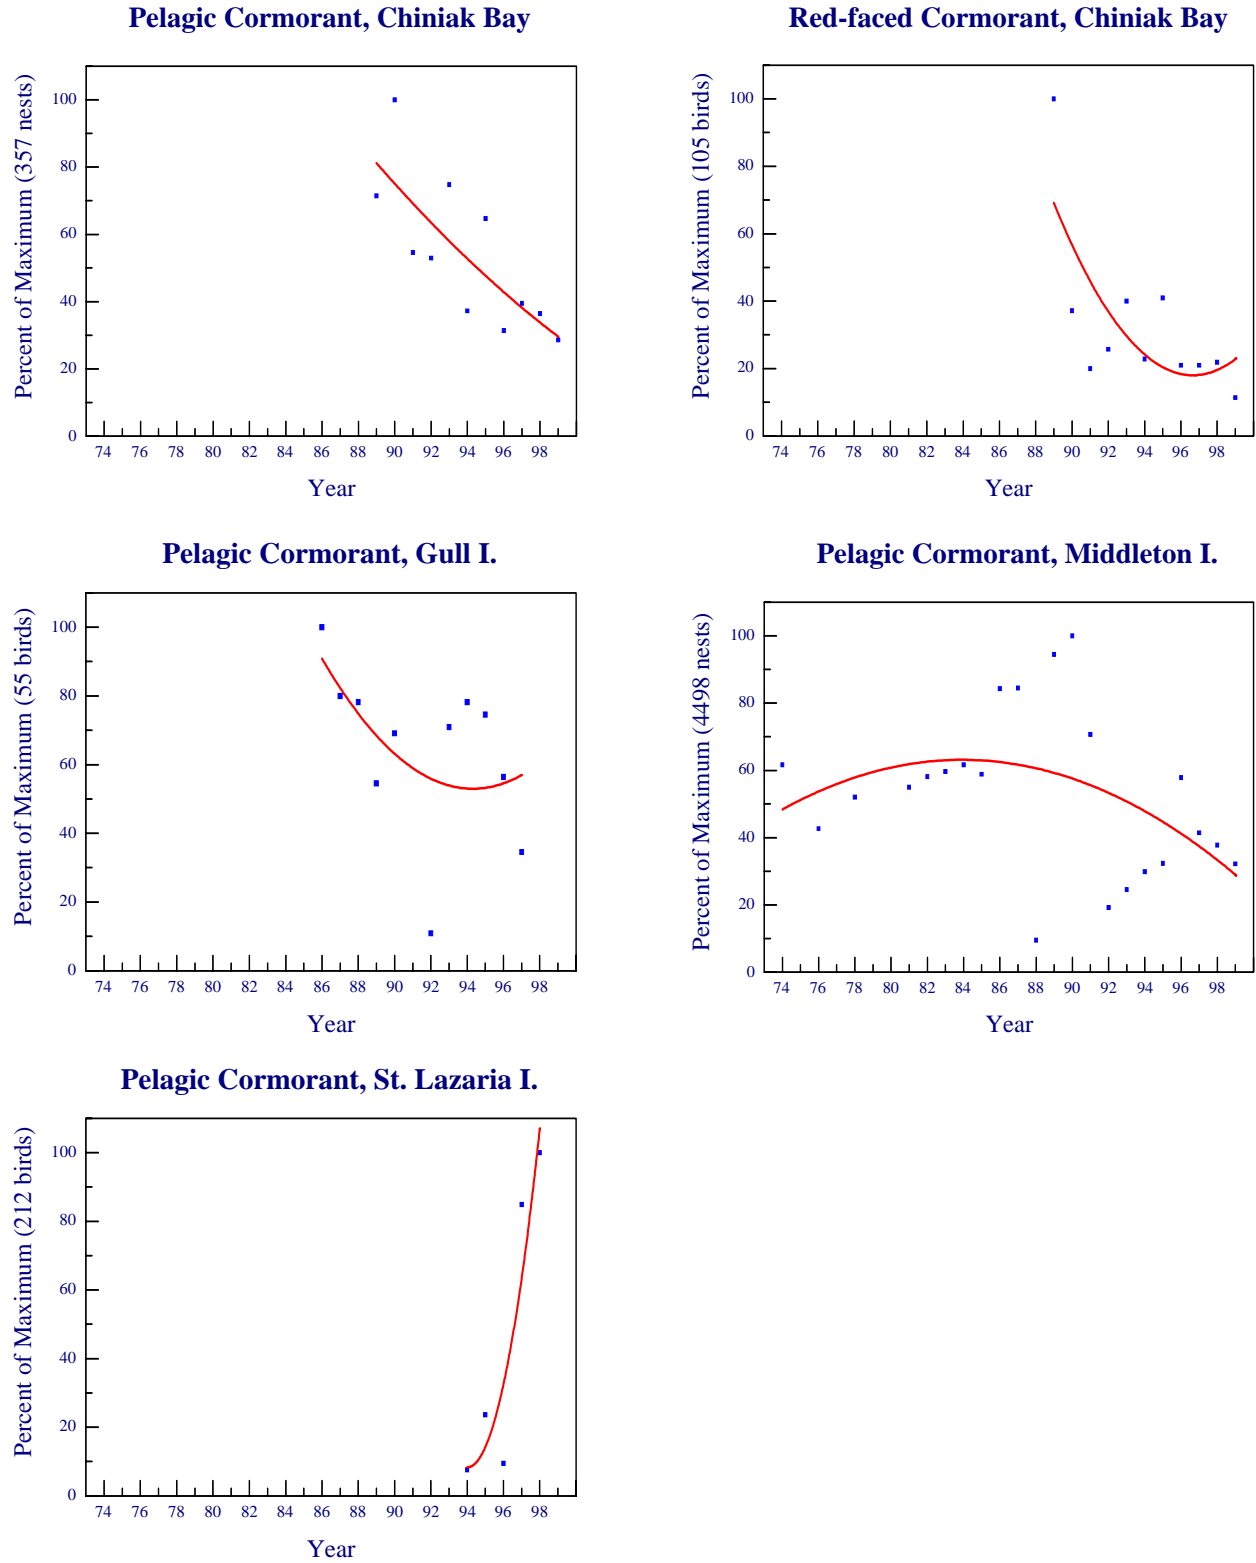 Pelagic Cormorant, Chiniak Bay
Percent of Maximum (357 nests)
100
80
60
40
20
0
74 76 78 80 82 84 86 88 90 92 94 96 98
Year
Red-faced Cormorant, Chiniak Bay
Percent of Maximum (105 birds)
100
80
60
40
20
0
74 76 78 80 82 84 86 88 90 92 94 96 98
Year
Pelagic Cormorant, Gull I.
Percent of Maximum (55 birds)
100
80
60
40
20
0
74 76 78 80 82 84 86 88 90 92 94 96 98
Year
Pelagic Cormorant, Middleton I.
Percent of Maximum (4498 nests)
100
80
60
40
20
0
74 76 78 80 82 84 86 88 90 92 94 96 98
Year
Pelagic Cormorant, St. Lazaria I.
Percent of Maximum (212 birds)
100
80
60
40
20
0
74 76 78 80 82 84 86 88 90 92 94 96 98
Year